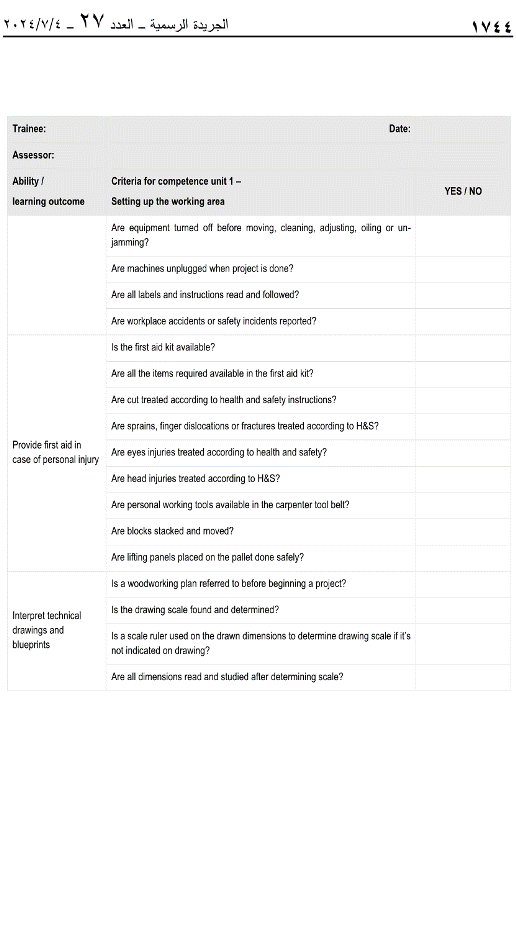 ١٧٤٤
الجريدة الرسمية ــ العدد ٢٧ ــ ٢٠٢٤/٧/٤
Trainee:
Date:
Assessor:
Ability /
learning outcome
Criteria for competence unit 1 –
Setting up the working area
YES / NO
Are equipment turned off before moving, cleaning, adjusting, oiling or un-
jamming?
Are machines unplugged when project is done?
Are all labels and instructions read and followed?
Are workplace accidents or safety incidents reported?
Provide first aid in
case of personal injury
Is the first aid kit available?
Are all the items required available in the first aid kit?
Are cut treated according to health and safety instructions?
Are sprains, finger dislocations or fractures treated according to H&S?
Are eyes injuries treated according to health and safety?
Are head injuries treated according to H&S?
Are personal working tools available in the carpenter tool belt?
Are blocks stacked and moved?
Are lifting panels placed on the pallet done safely?
Interpret technical
drawings and
blueprints
Is a woodworking plan referred to before beginning a project?
Is the drawing scale found and determined?
Is a scale ruler used on the drawn dimensions to determine drawing scale if it's
not indicated on drawing?
Are all dimensions read and studied after determining scale?